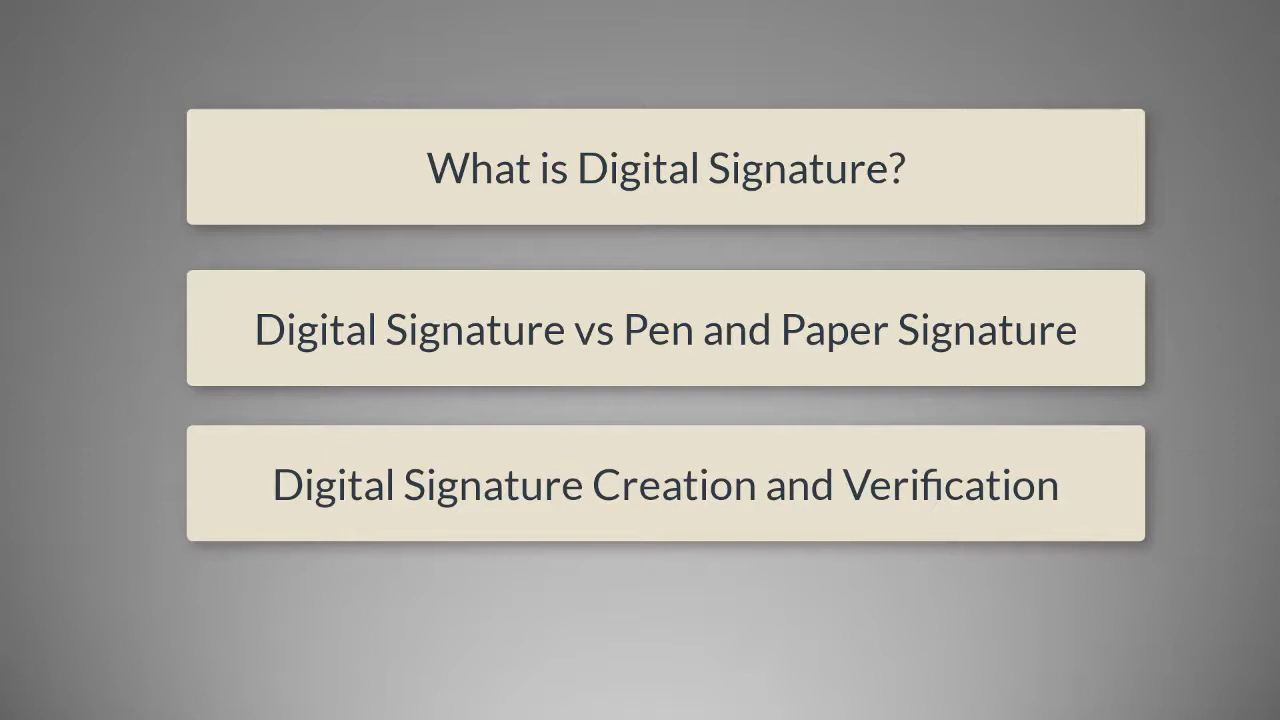 What is Digital Signature?
Digital Signature vs Pen and Paper Signature
Digital Signature Creation and Verification